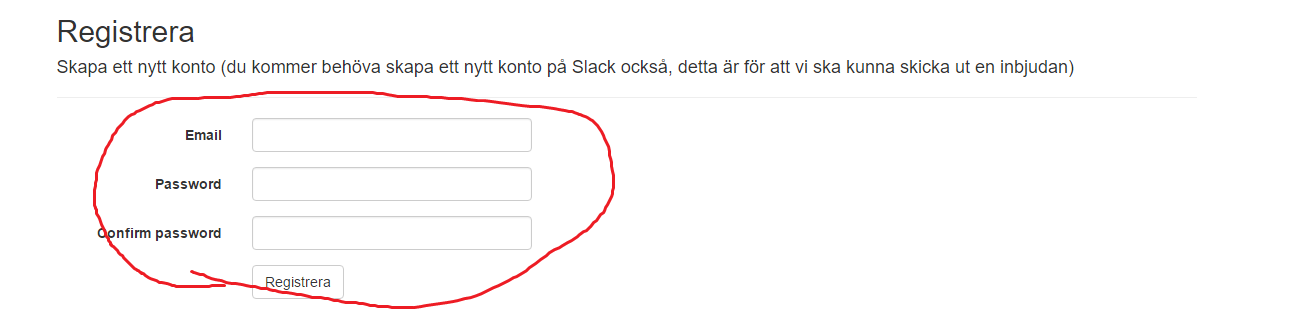 Registrera
Skapa ett nytt konto (du kommer behöva skapa ett nytt konto på Slack också, detta är för att vi ska kunna skicka ut en inbjudan)
Email
Password
Confirm password
Registrera